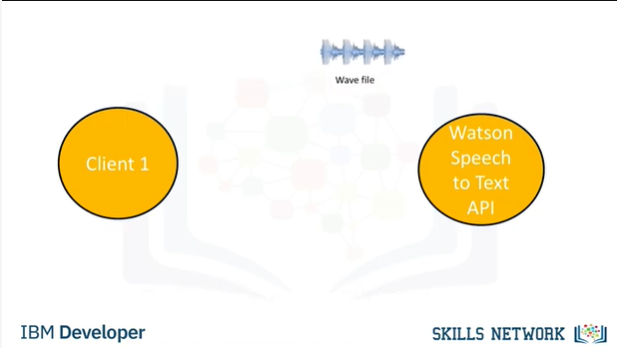 Wave file
Client 1
Watson
Speech
to Text
API
IBM Developer
SKILLS NETWORK